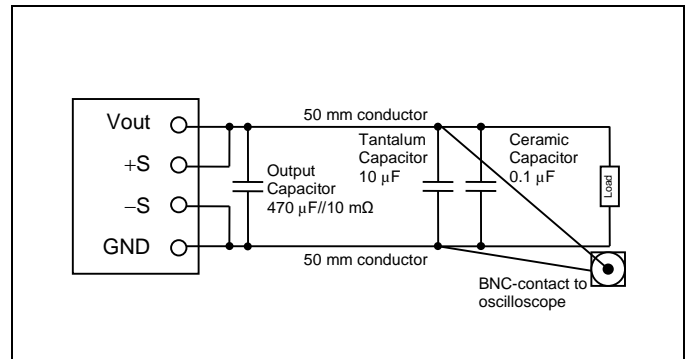 Vout
+S
−S
GND
50 mm conductor
Output
Capacitor
470 μF//10 mΩ
Tantalum
Capacitor
10 μF
Ceramic
Capacitor
0.1 μF
Load
50 mm conductor
BNC-contact to
oscilloscope